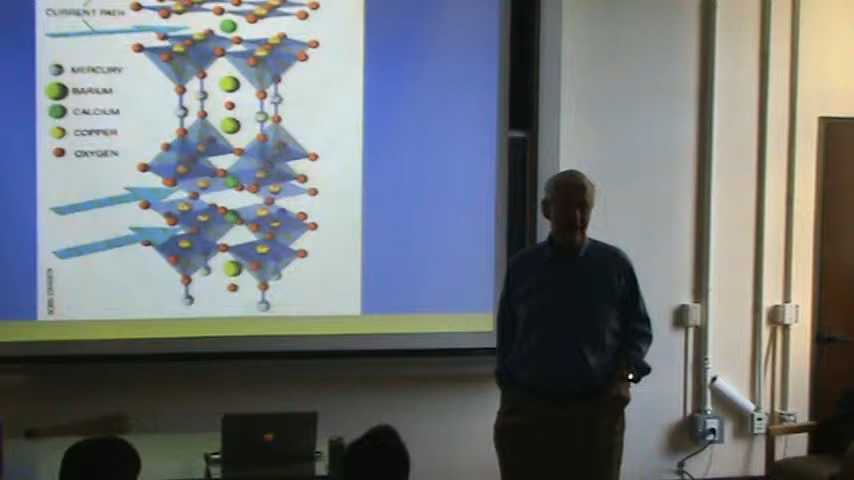 CURRENT PATH
MERCURY
BARIUM
CALCIUM
COPPER
OXYGEN